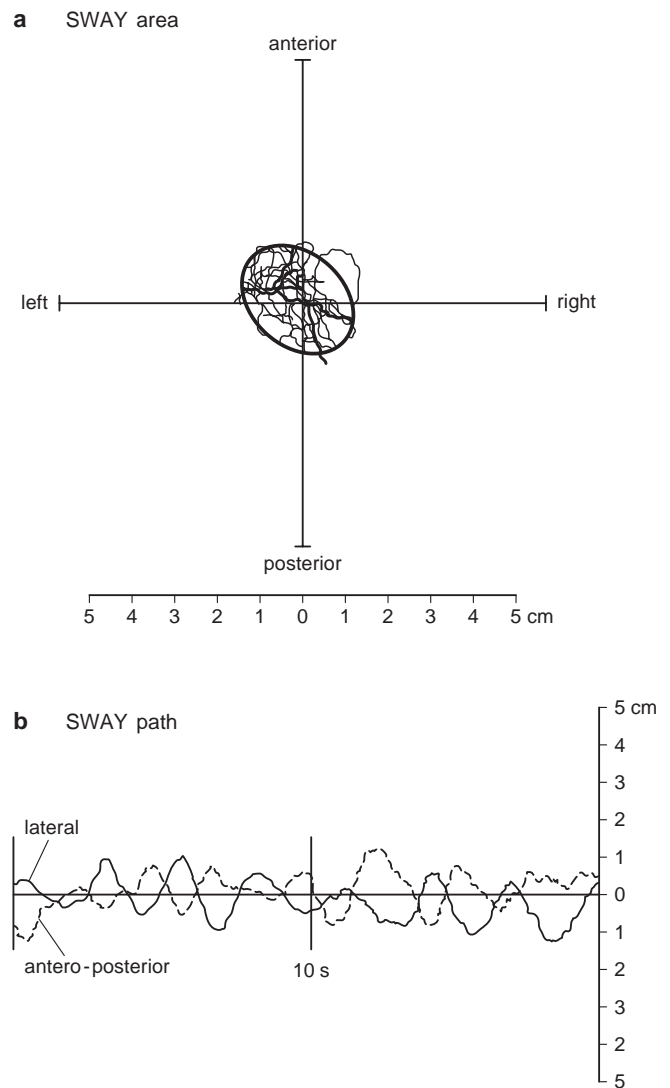 a SWAY area
anterior
left
right
posterior
5 4 3 2 1 0 1 2 3 4 5 cm
b SWAY path
5 cm
4
3
2
lateral
1
0
1
antero-posterior
10 s
2
3
2
5